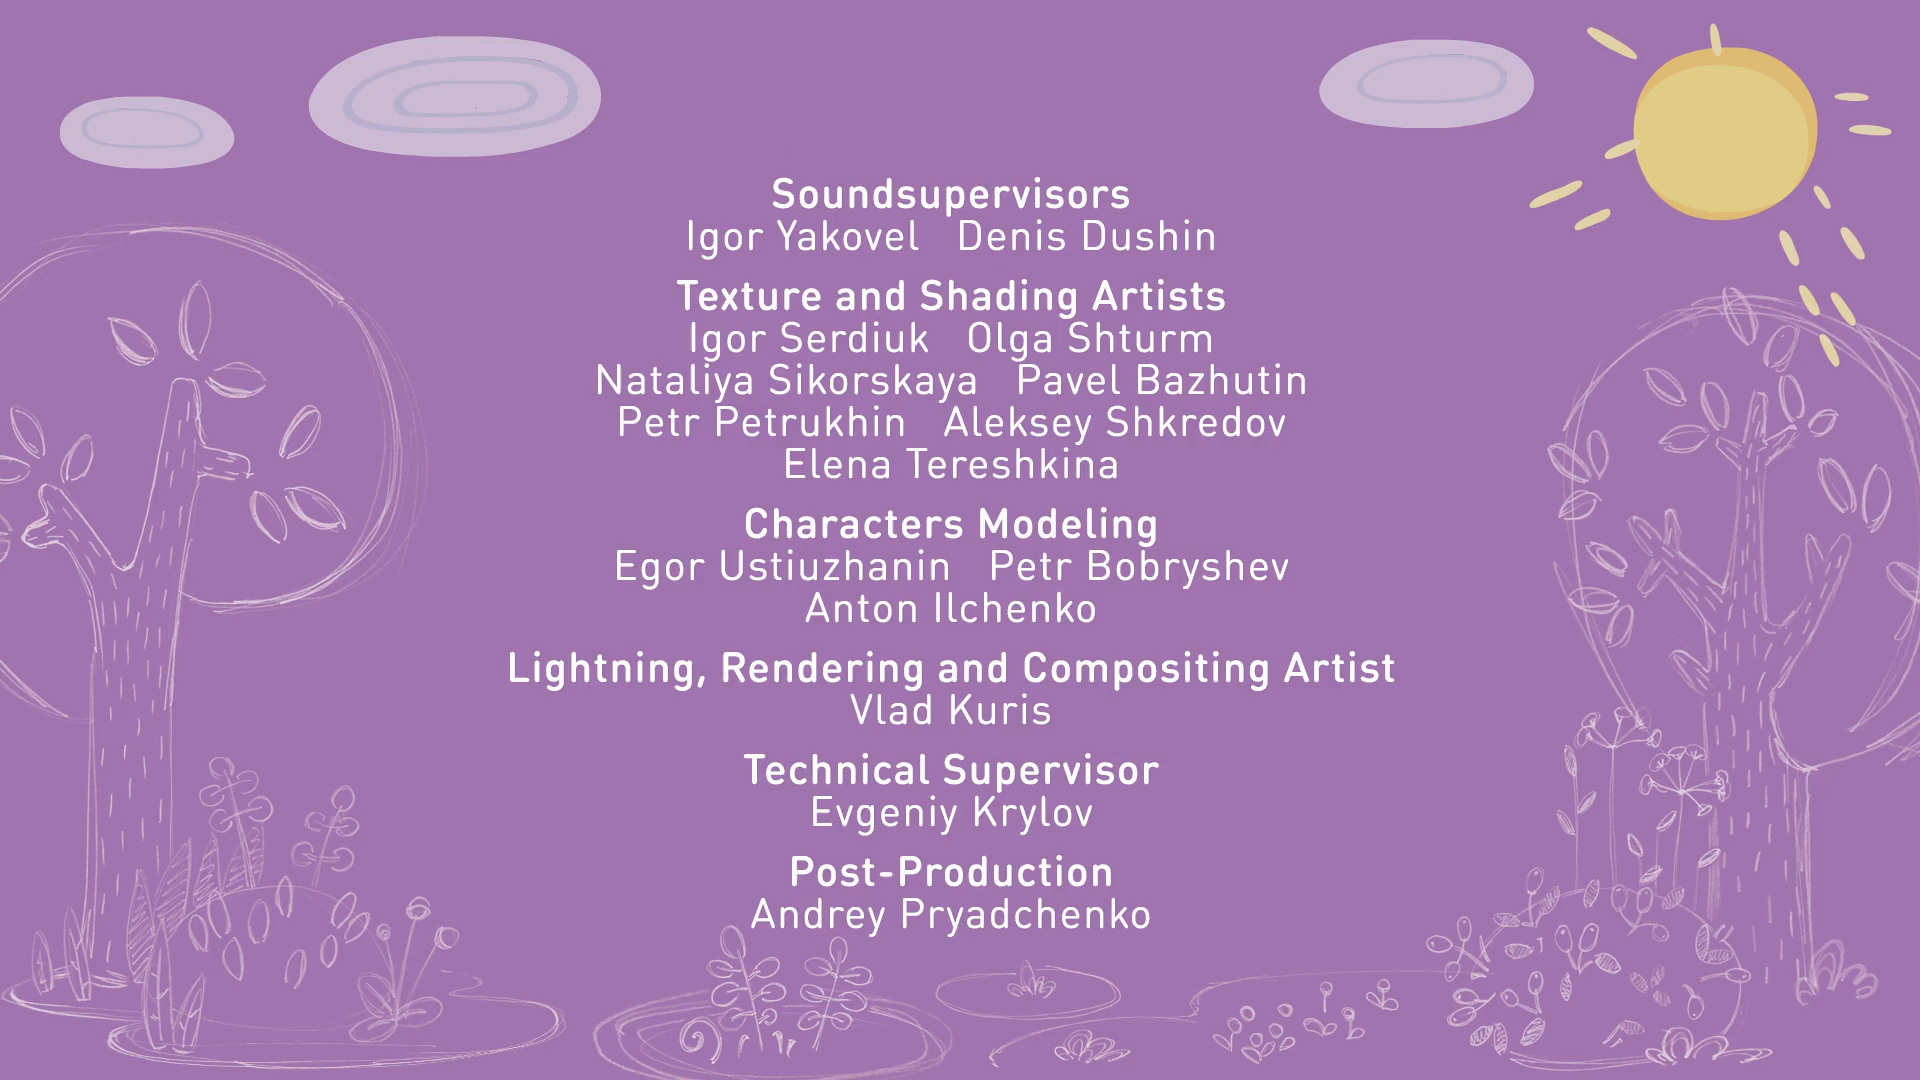 Soundsupervisors
Igor Yakovel Denis Dushin
Texture and Shading Artists
Igor Serdiuk Olga Shturm
Nataliya Sikorskaya Pavel Bazhutin
Petr Petrukhin Aleksey Shkredov
Elena Tereshkina
Characters Modeling
Egor Ustiuzhanin Petr Bobryshev
Anton Ilchenko
Lightning, Rendering and Compositing Artist
Vlad Kuris
Technical Supervisor
Evgeniy Krylov
Post-Production
Andrey Pryadchenko